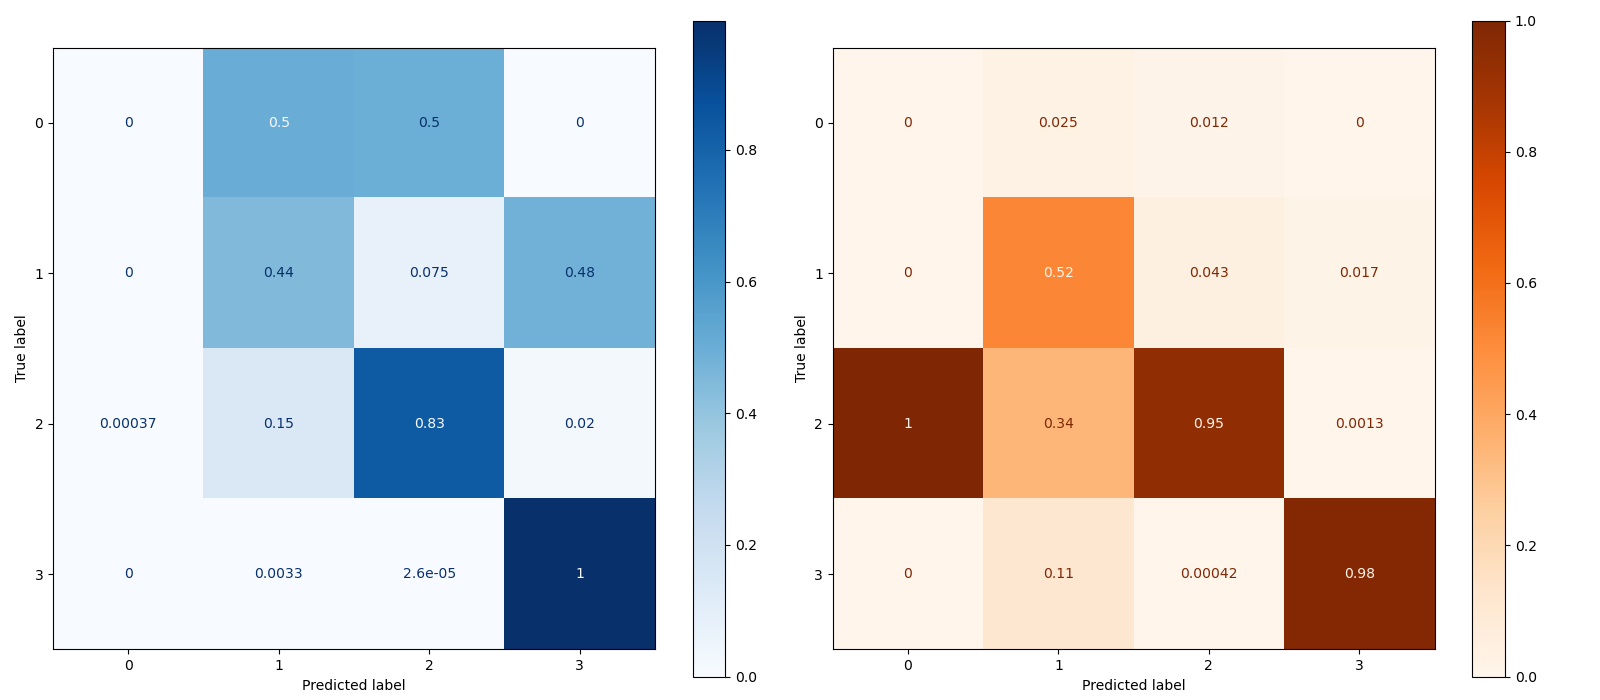 1.0
0 0 0.5 0.5 0
0 0 0.025 0.012 0
0.8
0.8
1 0 0.44 0.075 0.48
1 0 0.52 0.043 0.017
0.6
0.6
True label
True label
0.4
0.4
2 0.00037 0.15 0.83 0.02
2 1 0.34 0.95 0.0013
0.2
0.2
3 0 0.0033 2.6e-05 1
3 0 0.11 0.00042 0.98
0 1 2 3
0 1 2 3
0.0
0.0
Predicted label
Predicted label